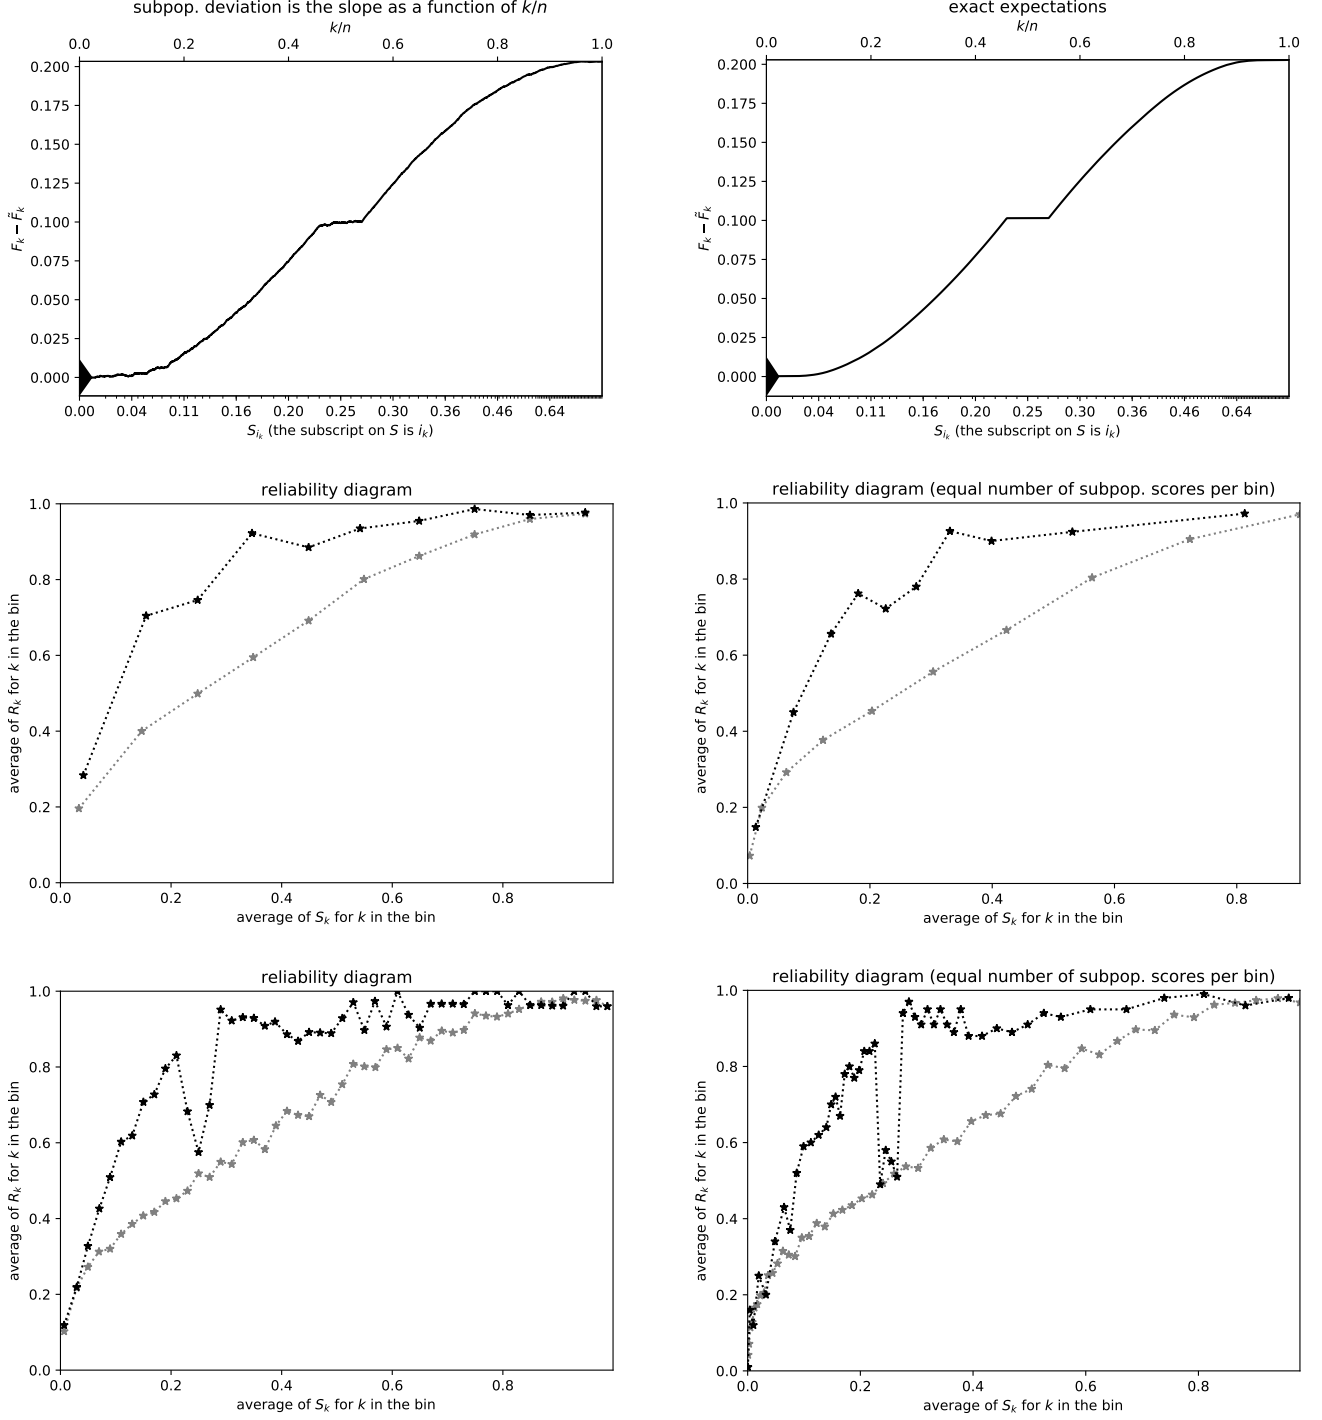 subpop. deviation is the slope as a function of k/n
k/n
0.0 0.2 0.4 0.6 0.8 1.0
0.200
0.175
0.150
0.125
0.100
0.075
0.050
0.025
0.000
F_k − F̃_k
0.00 0.04 0.11 0.16 0.20 0.25 0.30 0.36 0.46 0.64
S_{i_k} (the subscript on S is i_k)
exact expectations
k/n
0.0 0.2 0.4 0.6 0.8 1.0
0.200
0.175
0.150
0.125
0.100
0.075
0.050
0.025
0.000
F_k − F̃_k
0.00 0.04 0.11 0.16 0.20 0.25 0.30 0.36 0.46 0.64
S_{i_k} (the subscript on S is i_k)
reliability diagram
1.0
0.8
0.6
0.4
0.2
0.0
average of R_k for k in the bin
0.0 0.2 0.4 0.6 0.8
average of S_k for k in the bin
reliability diagram (equal number of subpop. scores per bin)
1.0
0.8
0.6
0.4
0.2
0.0
average of R_k for k in the bin
0.0 0.2 0.4 0.6 0.8
average of S_k for k in the bin
reliability diagram
1.0
0.8
0.6
0.4
0.2
0.0
average of R_k for k in the bin
0.0 0.2 0.4 0.6 0.8
average of S_k for k in the bin
reliability diagram (equal number of subpop. scores per bin)
1.0
0.8
0.6
0.4
0.2
0.0
average of R_k for k in the bin
0.0 0.2 0.4 0.6 0.8
average of S_k for k in the bin